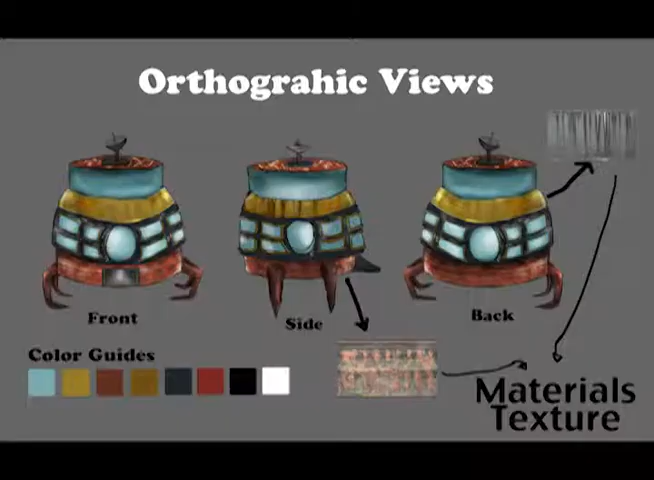 Orthograhic Views
Front
Side
Back
Color Guides
Materials
Texture